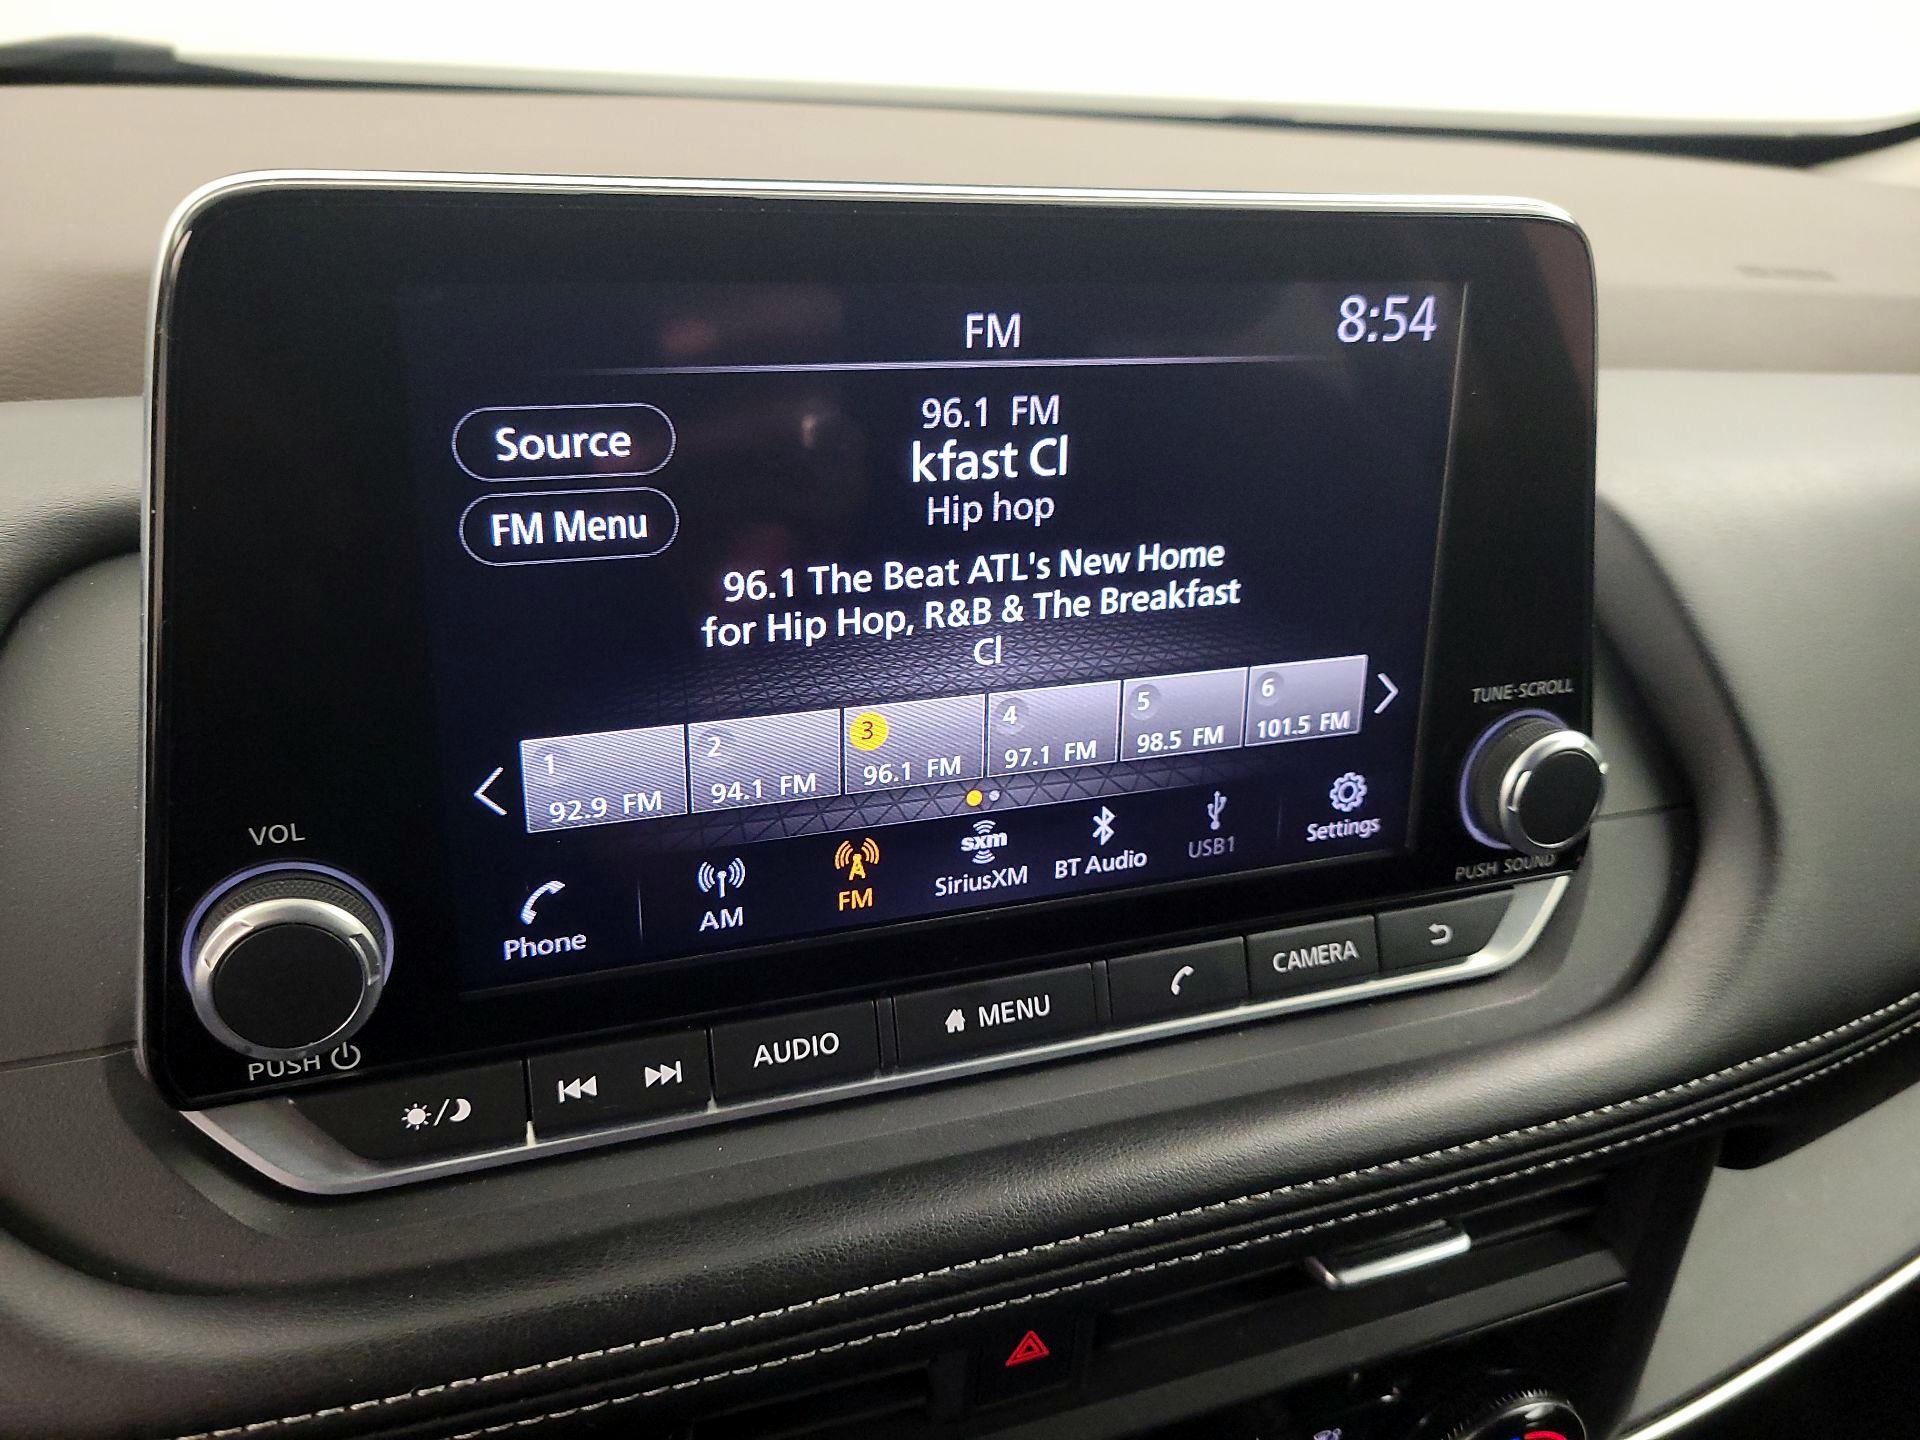 FM
8:54
Source
96.1 FM
kfast Cl
Hip hop
FM Menu
96.1 The Beat ATL's New Home
for Hip Hop, R&B & The Breakfast
Cl
1
92.9 FM
2
94.1 FM
3
96.1 FM
4
97.1 FM
5
98.5 FM
6
101.5 FM
Phone
AM
FM
sxm
SiriusXM
BT Audio
USB1
Settings
VOL
PUSH
TUNE·SCROLL
PUSH SOUND
AUDIO
MENU
CAMERA